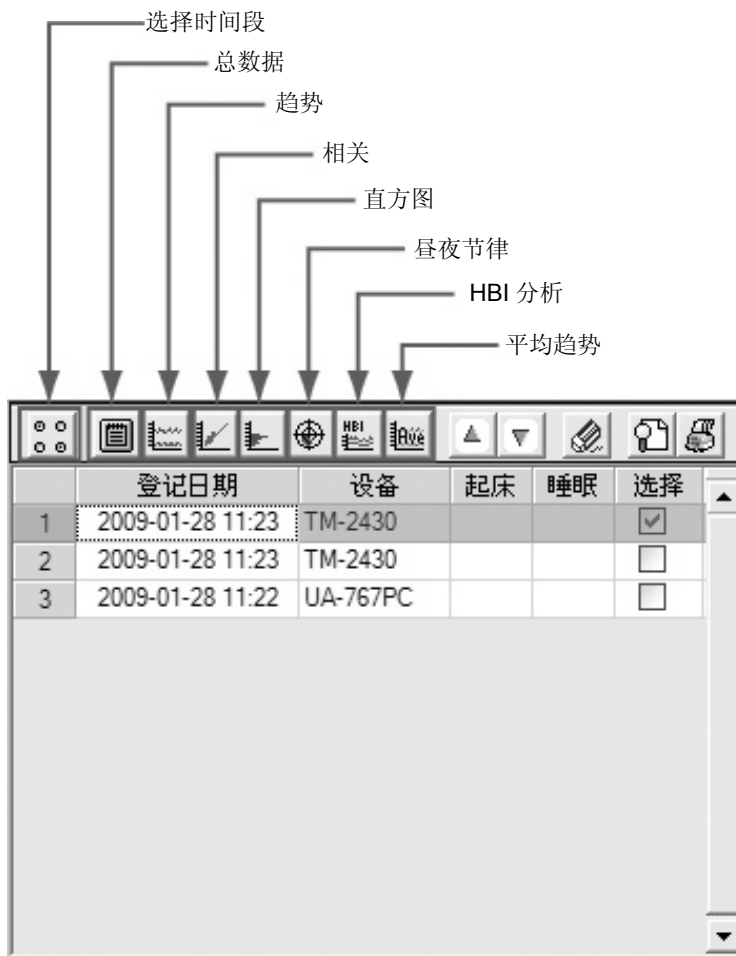 选择时间段
总数据
趋势
相关
直方图
昼夜节律
HBI 分析
平均趋势
HBI
Ave
登记日期 设备 起床 睡眠 选择
1 2009-01-28 11:23 TM-2430
2 2009-01-28 11:23 TM-2430
3 2009-01-28 11:22 UA-767PC